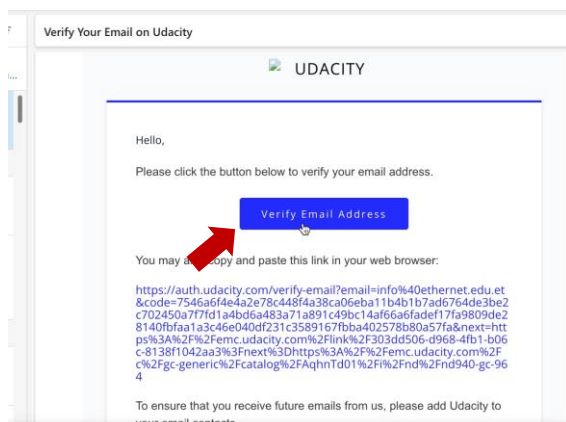 Verify Your Email on Udacity
UDACITY
Hello,
Please click the button below to verify your email address.
Verify Email Address
You may copy and paste this link in your web browser:
https://auth.udacity.com/verify-email?email=info%40ethernet.edu.et
&code=7546a6f4e4a2e78c448f4a38ca06eba11b4b1b7ad6764de3be2
c702450a7f7fd1a4bd6a483a71a891c49bc14af66a6fadef17fa9809de2
8140fbfaa1a3c46e040df231c3589167fbba402578b80a57fa&next=htt
ps%3A%2F%2Femc.udacity.com%2Flink%2F303dd506-d968-4fb1-b06
c-8138f1042aa3%3Fnext%3Dhttps%3A%2F%2Femc.udacity.com%2F
c%2Fgc-generic%2Fcatalog%2FAqhnTd01%2Fi%2Fnd%2Fnd940-gc-96
4
To ensure that you receive future emails from us, please add Udacity to
your email contacts